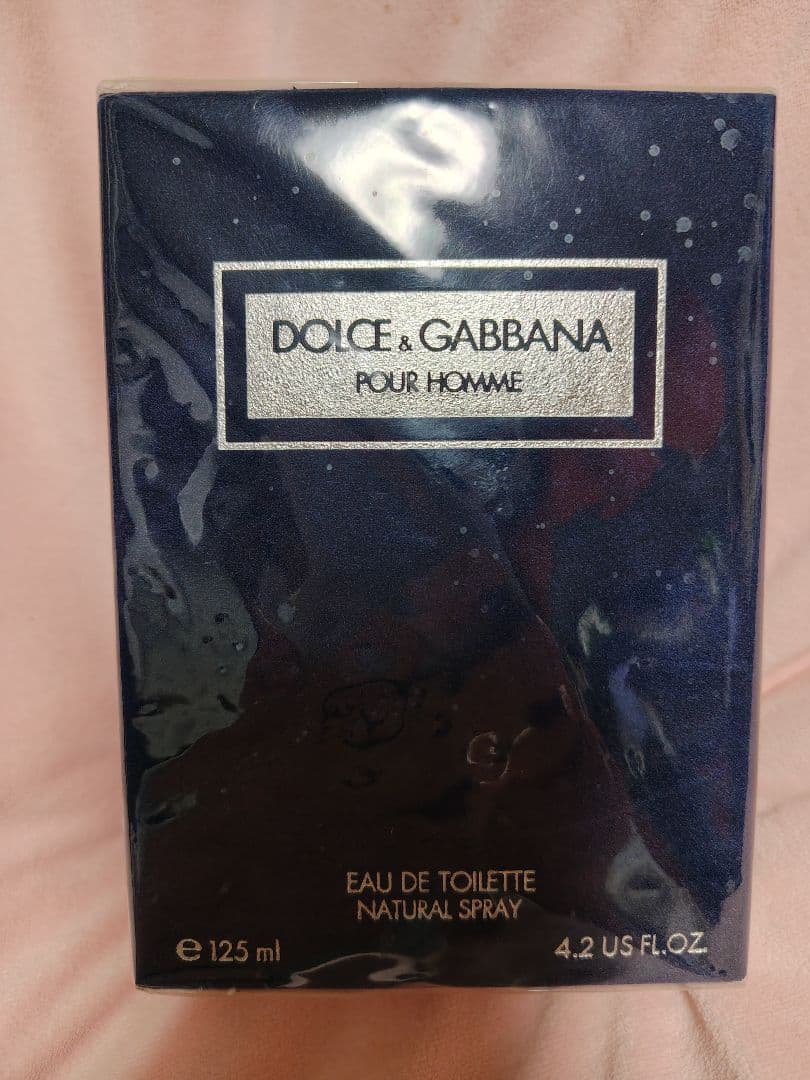 DOLCE & GABBANA
POUR HOMME
EAU DE TOILETTE
NATURAL SPRAY
e 125 ml
4.2 US FL.OZ.